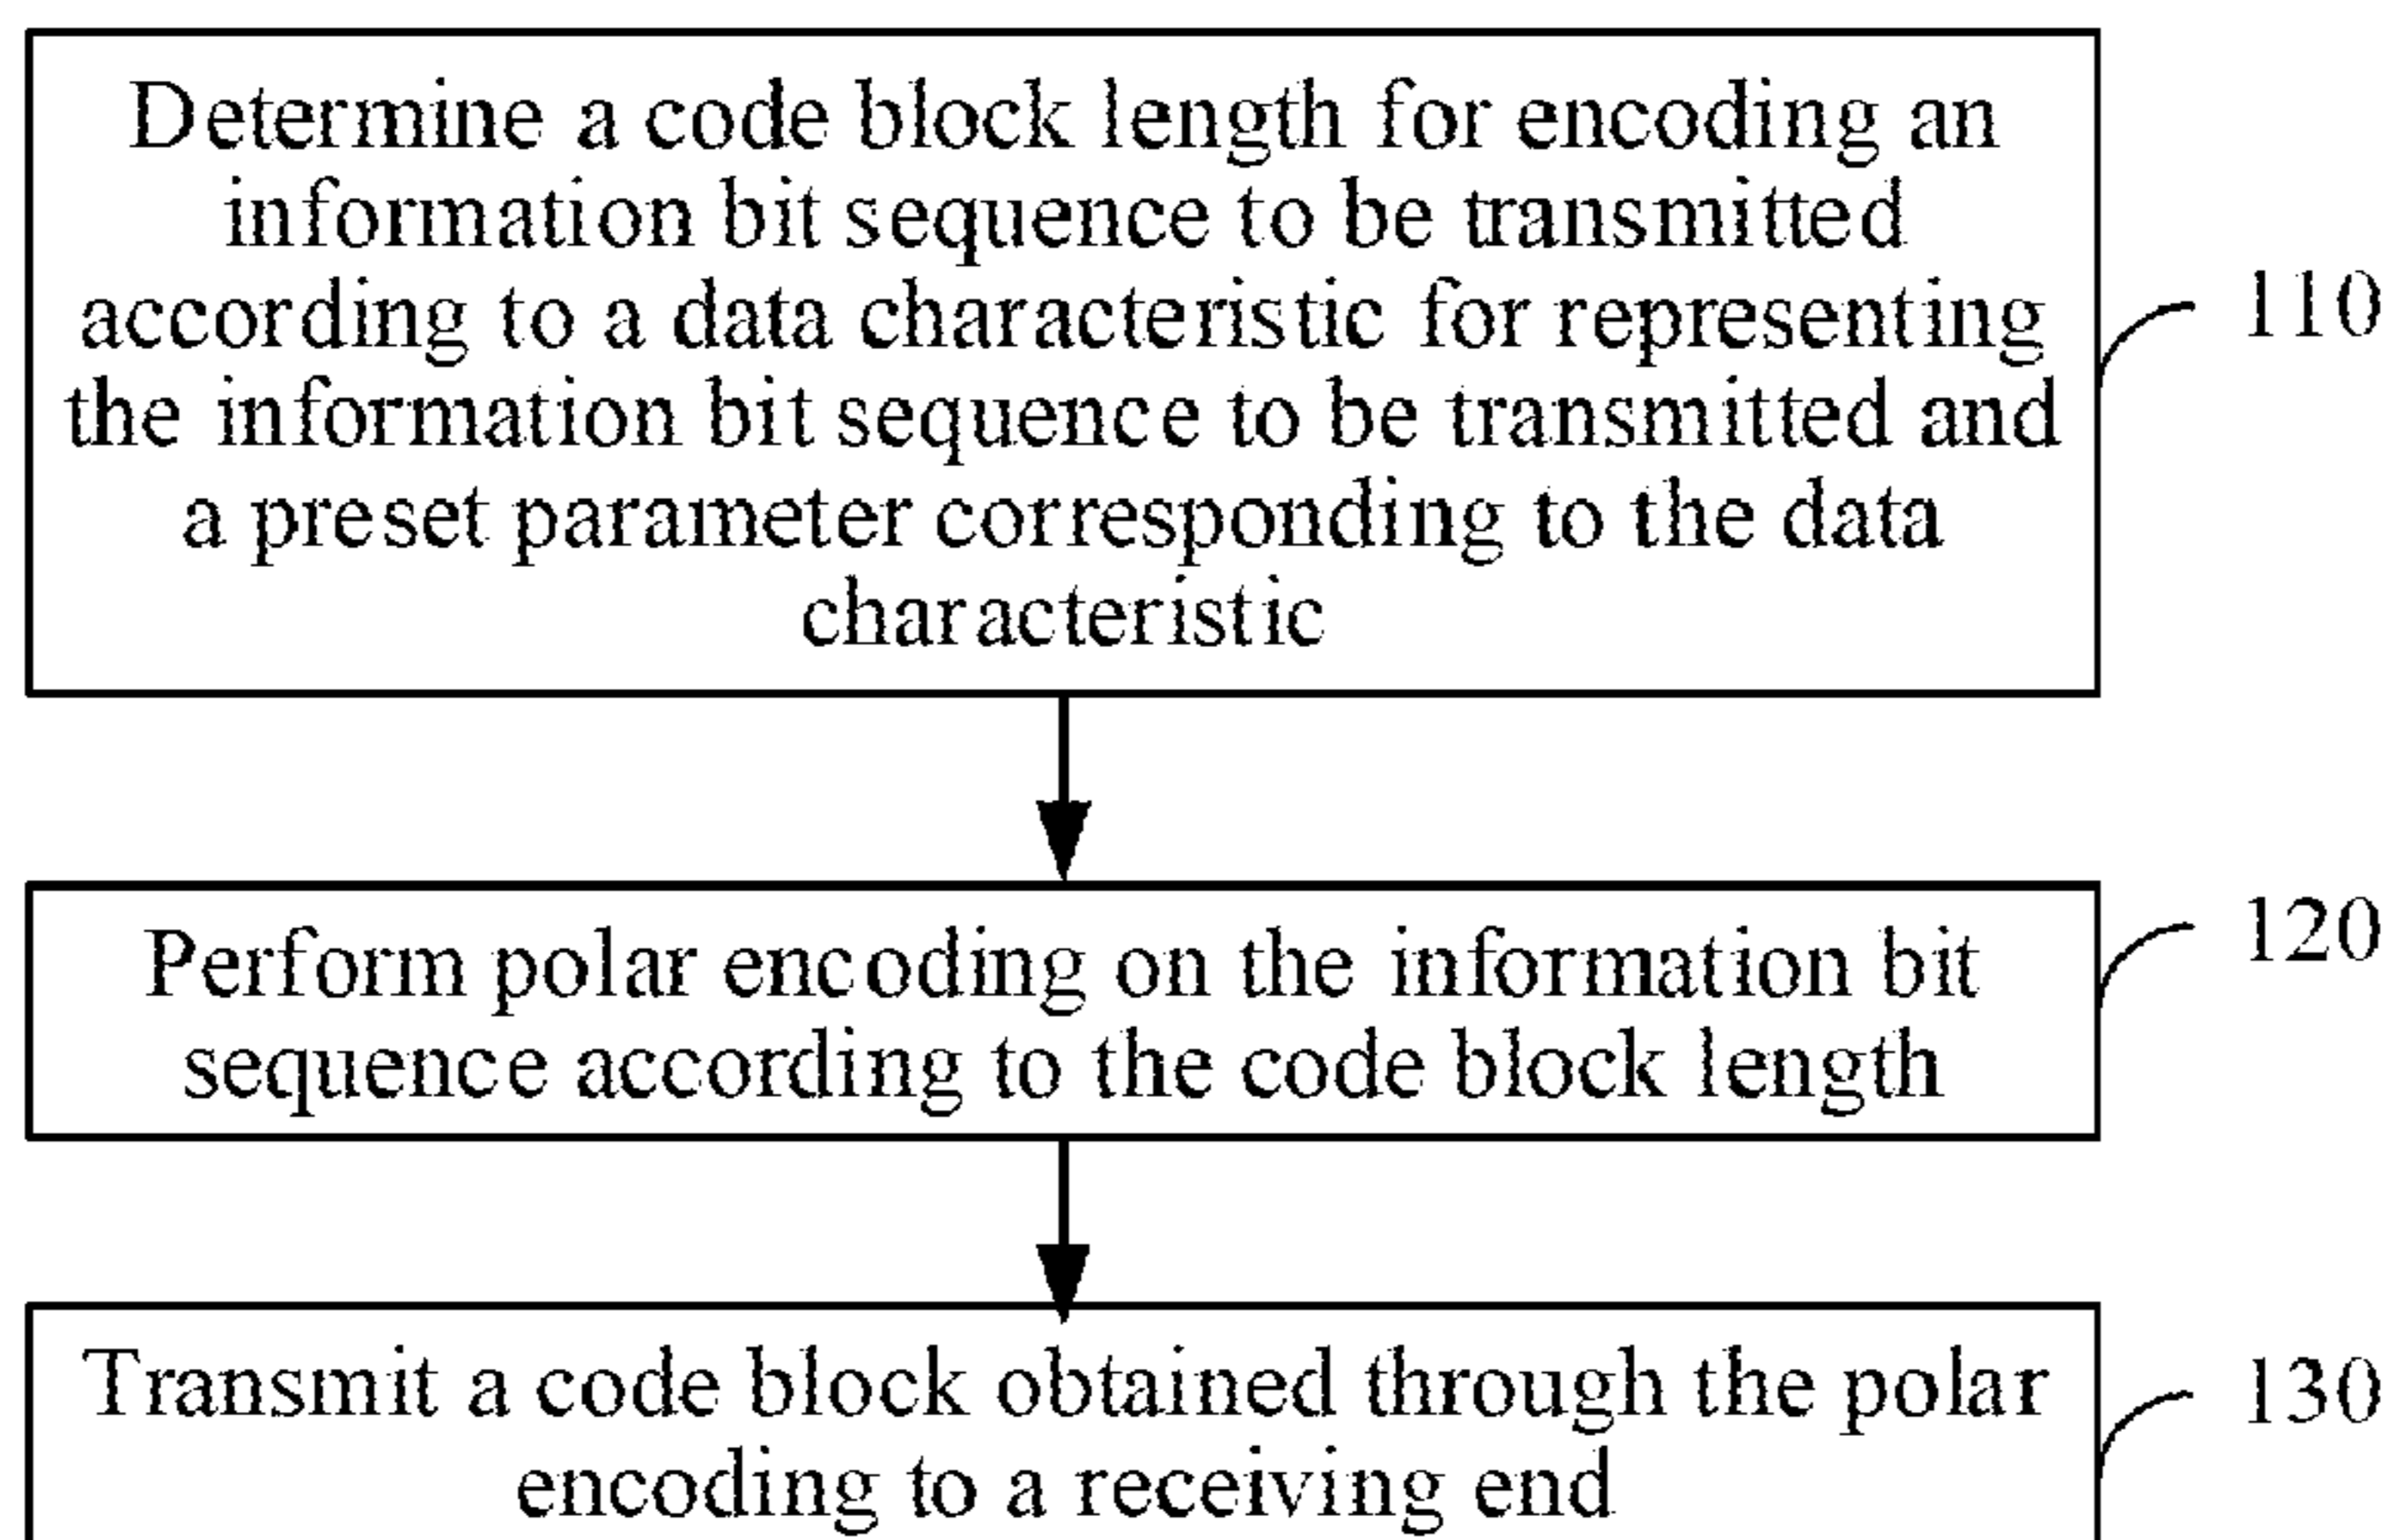 Determine a code block length for encoding an
information bit sequence to be transmitted
according to a data characteristic for representing
the information bit sequence to be transmitted and
a preset parameter corresponding to the data
characteristic
110
Perform polar encoding on the information bit
sequence according to the code block length
120
Transmit a code block obtained through the polar
encoding to a receiving end
130